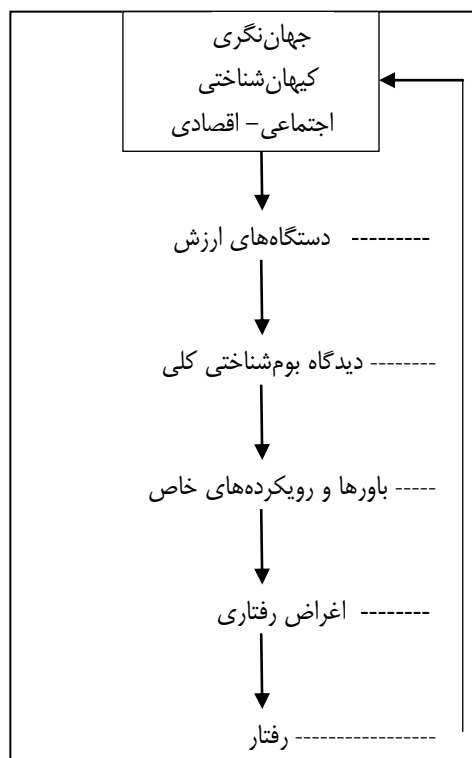 جهان‌نگری
کیهان‌شناختی
اجتماعی– اقتصادی
دستگاه‌های ارزش
دیدگاه بوم‌شناختی کلی
باورها و رویکرده‌های خاص
اغراض رفتاری
رفتار